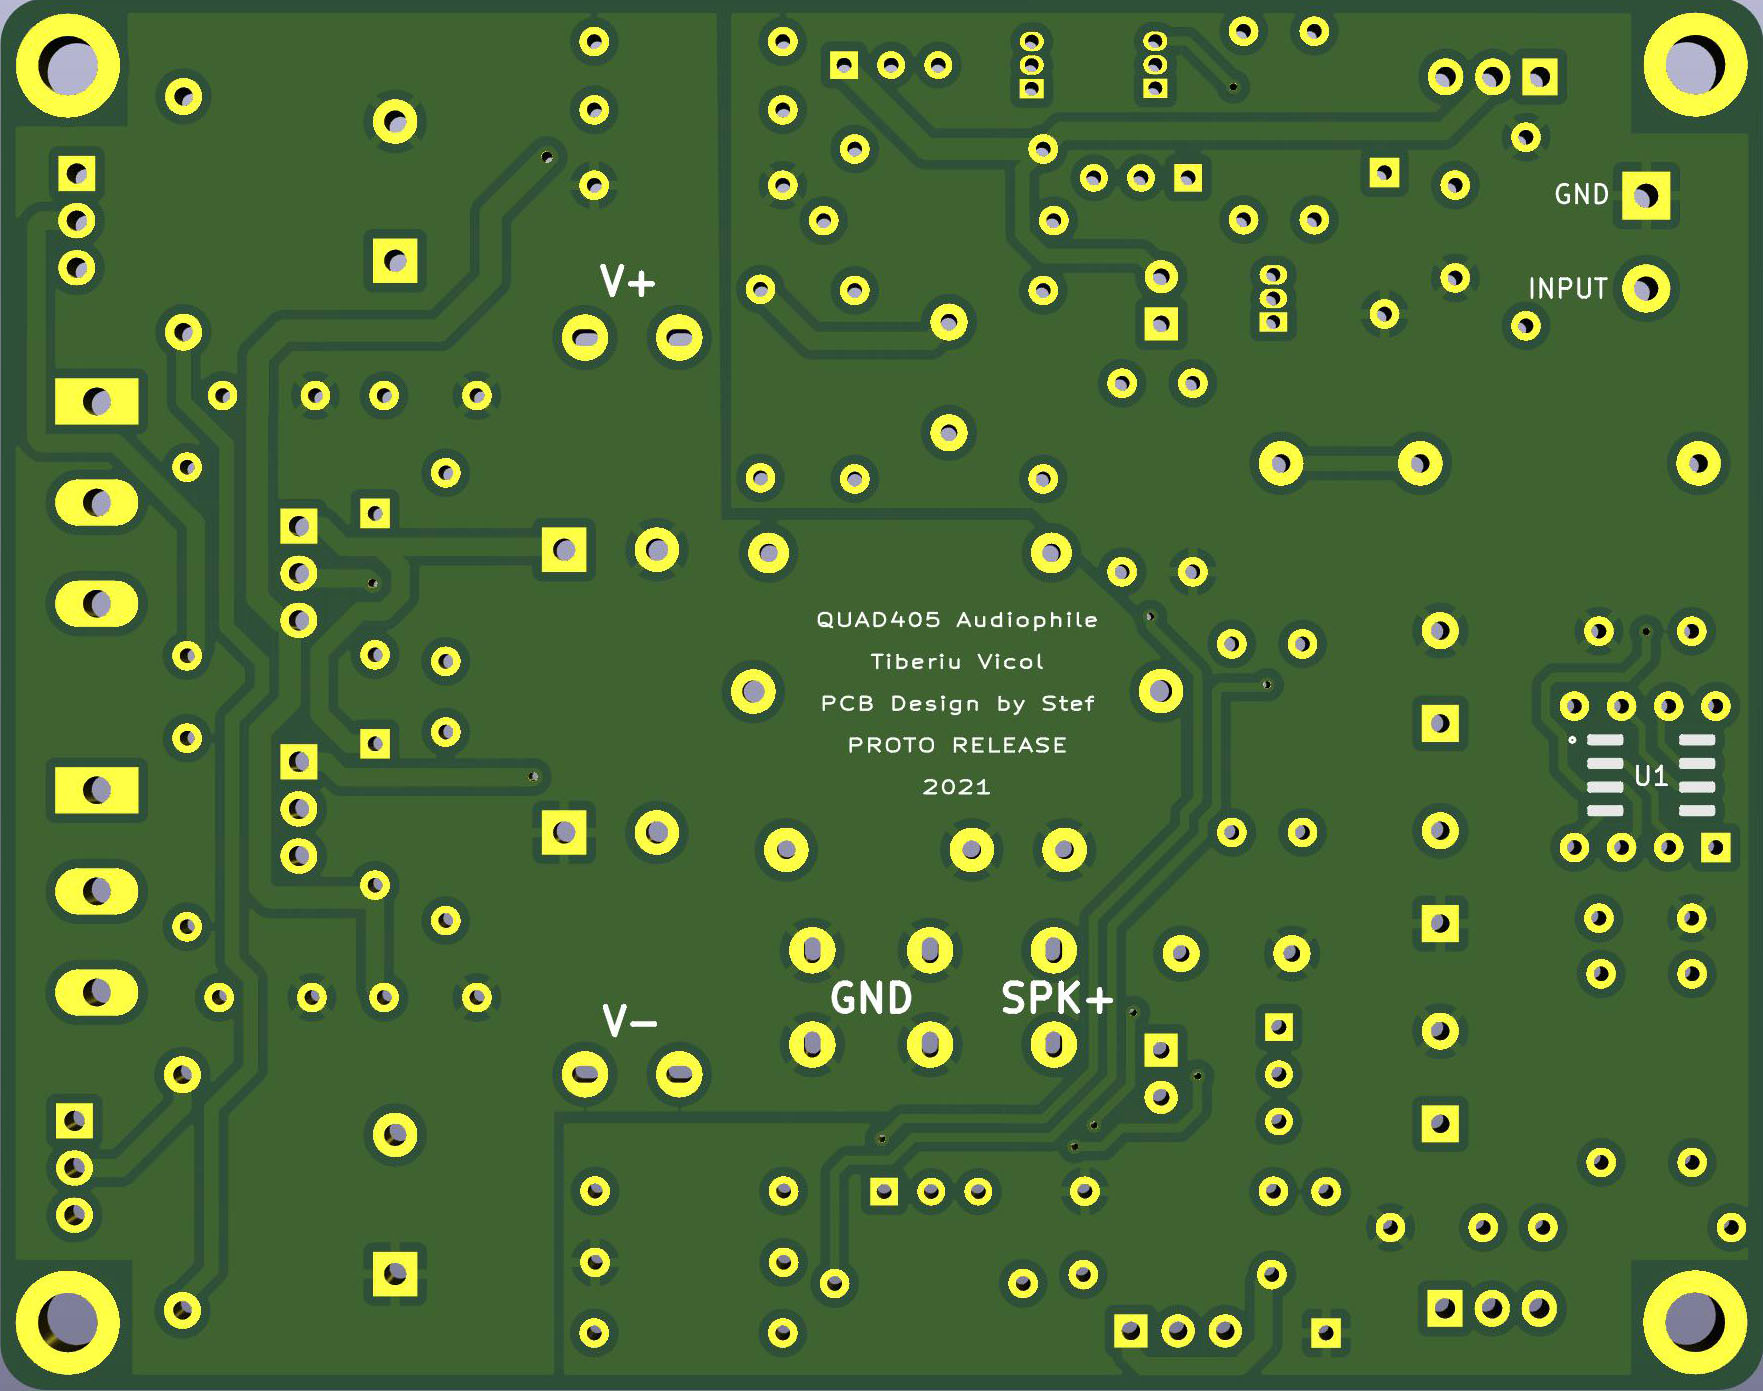 GND
V+
INPUT
QUAD405 Audiophile
Tiberiu Vicol
PCB Design by Stef
PROTO RELEASE
2021
U1
GND
SPK+
V-